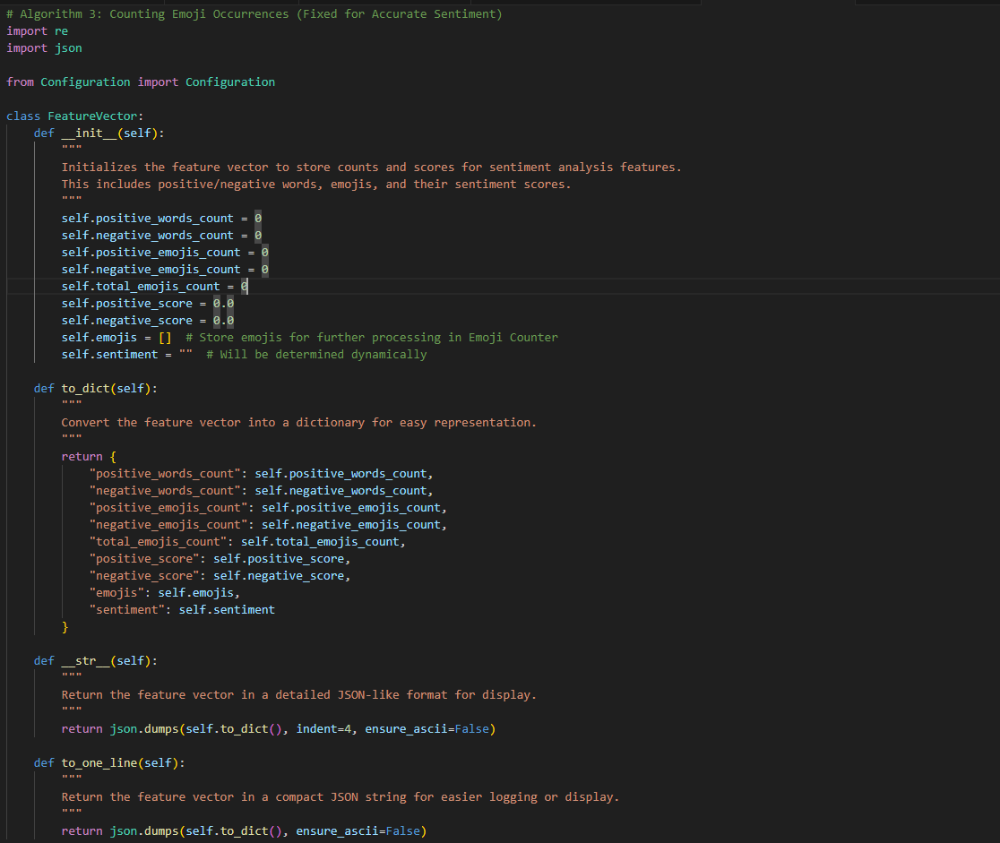 # Algorithm 3: Counting Emoji Occurrences (Fixed for Accurate Sentiment)
import re
import json
from Configuration import Configuration
class FeatureVector:
    def __init__(self):
        """
        Initializes the feature vector to store counts and scores for sentiment analysis features.
        This includes positive/negative words, emojis, and their sentiment scores.
        """
        self.positive_words_count = 0
        self.negative_words_count = 0
        self.positive_emojis_count = 0
        self.negative_emojis_count = 0
        self.total_emojis_count = 0
        self.positive_score = 0.0
        self.negative_score = 0.0
        self.emojis = []  # Store emojis for further processing in Emoji Counter
        self.sentiment = ""  # Will be determined dynamically
    def to_dict(self):
        """
        Convert the feature vector into a dictionary for easy representation.
        """
        return {
            "positive_words_count": self.positive_words_count,
            "negative_words_count": self.negative_words_count,
            "positive_emojis_count": self.positive_emojis_count,
            "negative_emojis_count": self.negative_emojis_count,
            "total_emojis_count": self.total_emojis_count,
            "positive_score": self.positive_score,
            "negative_score": self.negative_score,
            "emojis": self.emojis,
            "sentiment": self.sentiment
        }
    def __str__(self):
        """
        Return the feature vector in a detailed JSON-like format for display.
        """
        return json.dumps(self.to_dict(), indent=4, ensure_ascii=False)
    def to_one_line(self):
        """
        Return the feature vector in a compact JSON string for easier logging or display.
        """
        return json.dumps(self.to_dict(), ensure_ascii=False)